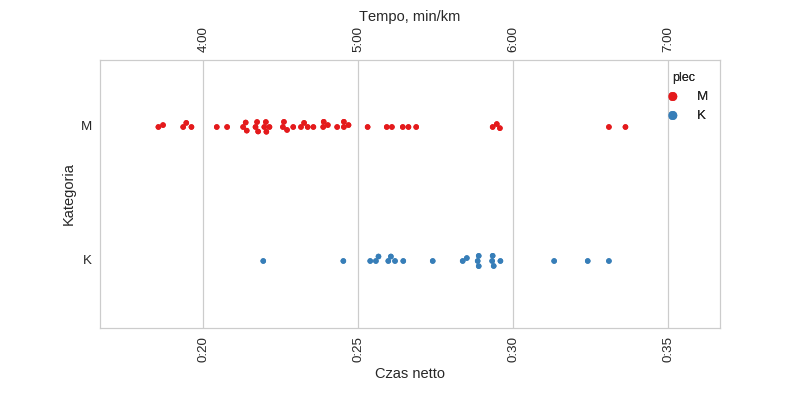 Tempo, min/km
4:00 5:00 6:00 7:00
plec
M
K
Kategoria
M
K
0:20 0:25 0:30 0:35
Czas netto